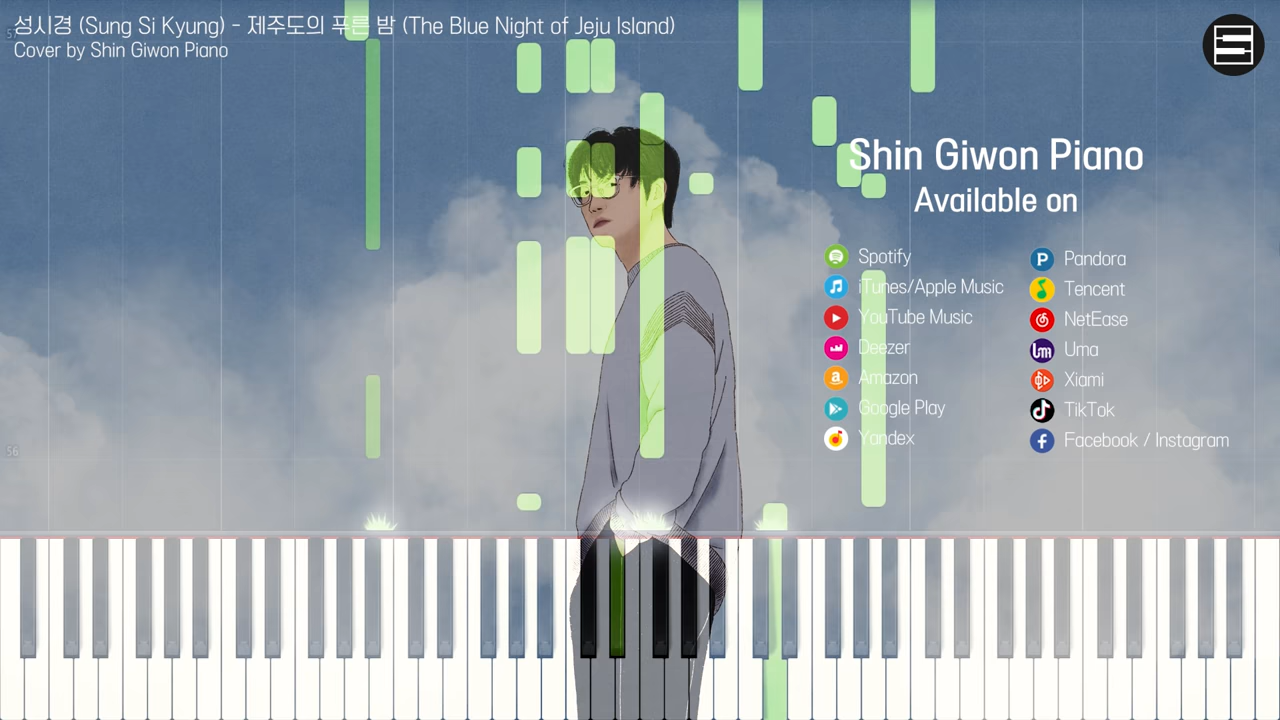 성시경 (Sung Si Kyung) - 제주도의 푸른 밤 (The Blue Night of Jeju Island)
Cover by Shin Giwon Piano
57
Shin Giwon Piano
Available on
Spotify
iTunes/Apple Music
YouTube Music
Deezer
Amazon
Google Play
Yandex
Pandora
Tencent
NetEase
Uma
Xiami
TikTok
Facebook / Instagram
56